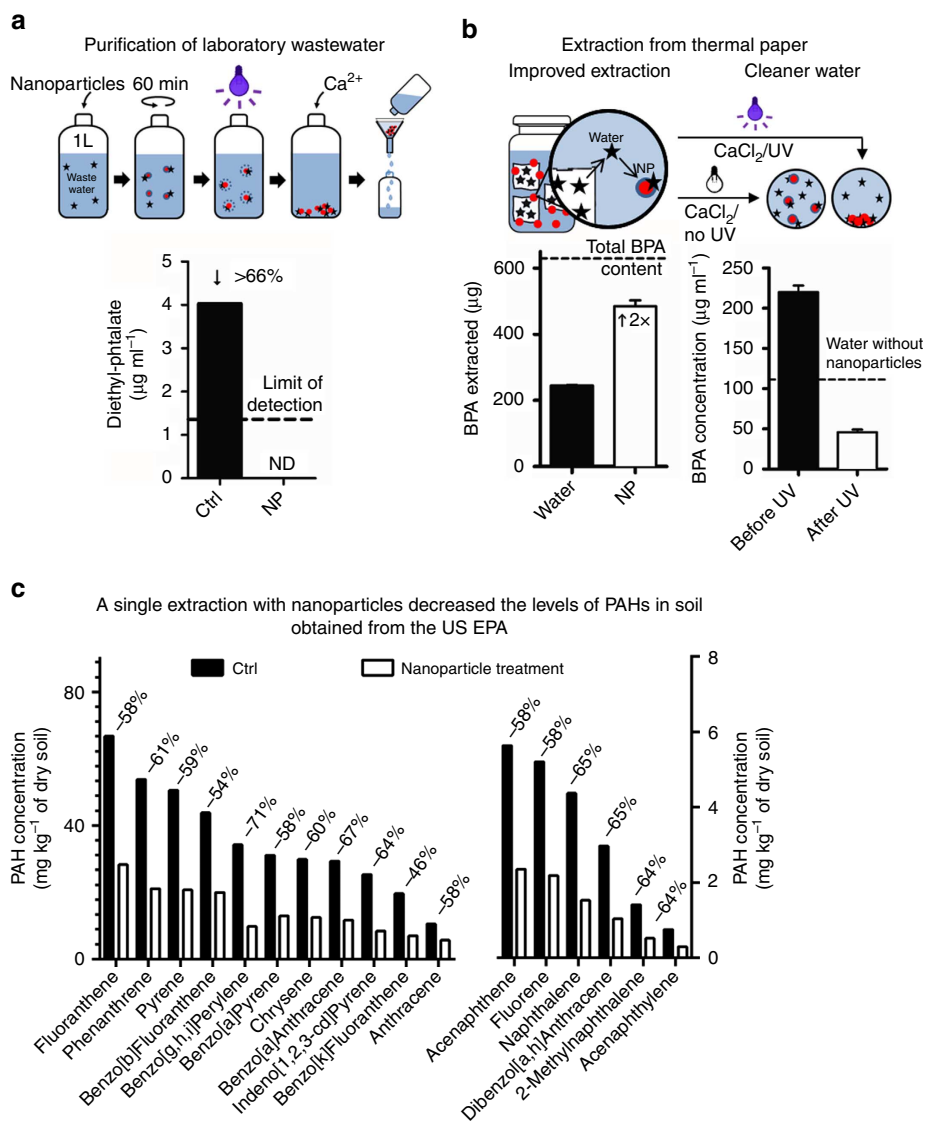 a
Purification of laboratory wastewater
Nanoparticles 60 min
Ca²⁺
1L
Waste
water
5
4
3
2
1
0
Diethyl-phtalate
(µg ml⁻¹)
↓ >66%
Limit of
detection
ND
Ctrl
NP
b
Extraction from thermal paper
Improved extraction
Cleaner water
Water
NP
CaCl₂/UV
CaCl₂/
no UV
Total BPA
content
600
400
200
0
BPA extracted (µg)
↑2×
Water
NP
250
200
150
100
50
0
BPA concentration (µg ml⁻¹)
Water without
nanoparticles
Before UV
After UV
c
A single extraction with nanoparticles decreased the levels of PAHs in soil
obtained from the US EPA
Ctrl
Nanoparticle treatment
80
40
0
PAH concentration
(mg kg⁻¹ of dry soil)
–58%
–61%
–59%
–54%
–71%
–58%
–60%
–67%
–64%
–46%
–58%
Fluoranthene
Phenanthrene
Pyrene
Benzo[b]Fluoranthene
Benzo[g,h,i]Perylene
Benzo[a]Pyrene
Chrysene
Benzo[a]Anthracene
Indeno[1,2,3-cd]Pyrene
Benzo[k]Fluoranthene
Anthracene
–58%
–58%
–65%
–65%
–64%
–64%
Acenaphthene
Fluorene
Naphthalene
Dibenzo[a,h]Anthracene
2-Methylnaphthalene
Acenaphthylene
8
6
4
2
0
PAH concentration
(mg kg⁻¹ of dry soil)